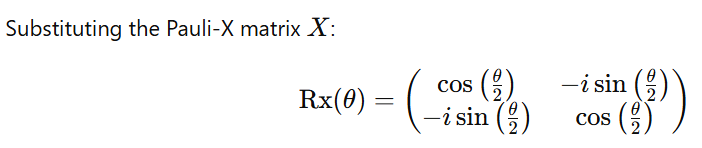 Substituting the Pauli-X matrix X:
Rx(θ) = ( cos (θ/2) −i sin (θ/2)
−i sin (θ/2) cos (θ/2) )